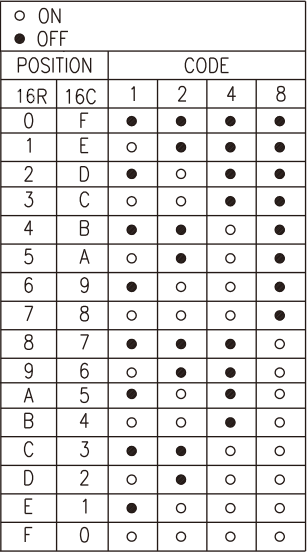 ○ ON
● OFF
POSITION CODE
16R 16C 1 2 4 8
0 F ● ● ● ●
1 E ○ ● ● ●
2 D ● ○ ● ●
3 C ○ ○ ● ●
4 B ● ● ○ ●
5 A ○ ● ○ ●
6 9 ● ○ ○ ●
7 8 ○ ○ ○ ●
8 7 ● ● ● ○
9 6 ○ ● ● ○
A 5 ● ○ ● ○
B 4 ○ ○ ● ○
C 3 ● ● ○ ○
D 2 ○ ● ○ ○
E 1 ● ○ ○ ○
F 0 ○ ○ ○ ○